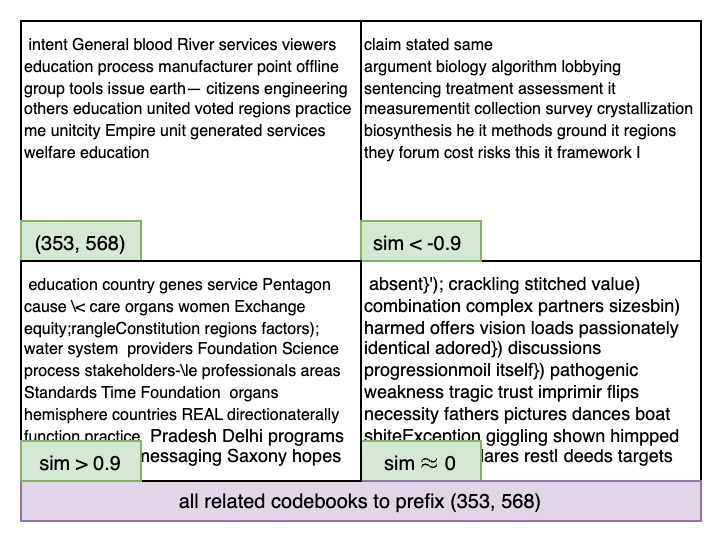 intent General blood River services viewers
education process manufacturer point offline
group tools issue earth— citizens engineering
others education united voted regions practice
me unitcity Empire unit generated services
welfare education
(353, 568)
claim stated same
argument biology algorithm lobbying
sentencing treatment assessment it
measurementit collection survey crystallization
biosynthesis he it methods ground it regions
they forum cost risks this it framework I
sim < -0.9
education country genes service Pentagon
cause \< care organs women Exchange
equity;rangleConstitution regions factors);
water system providers Foundation Science
process stakeholders-\le professionals areas
Standards Time Foundation organs
hemisphere countries REAL directionaterally
function practice Pradesh Delhi programs
messaging Saxony hopes
sim > 0.9
absent}'); crackling stitched value)
combination complex partners sizesbin)
harmed offers vision loads passionately
identical adored}) discussions
progressionmoil itself}) pathogenic
weakness tragic trust imprimir flips
necessity fathers pictures dances boat
shiteException giggling shown himpped
restl deeds targets
sim ≈ 0
all related codebooks to prefix (353, 568)